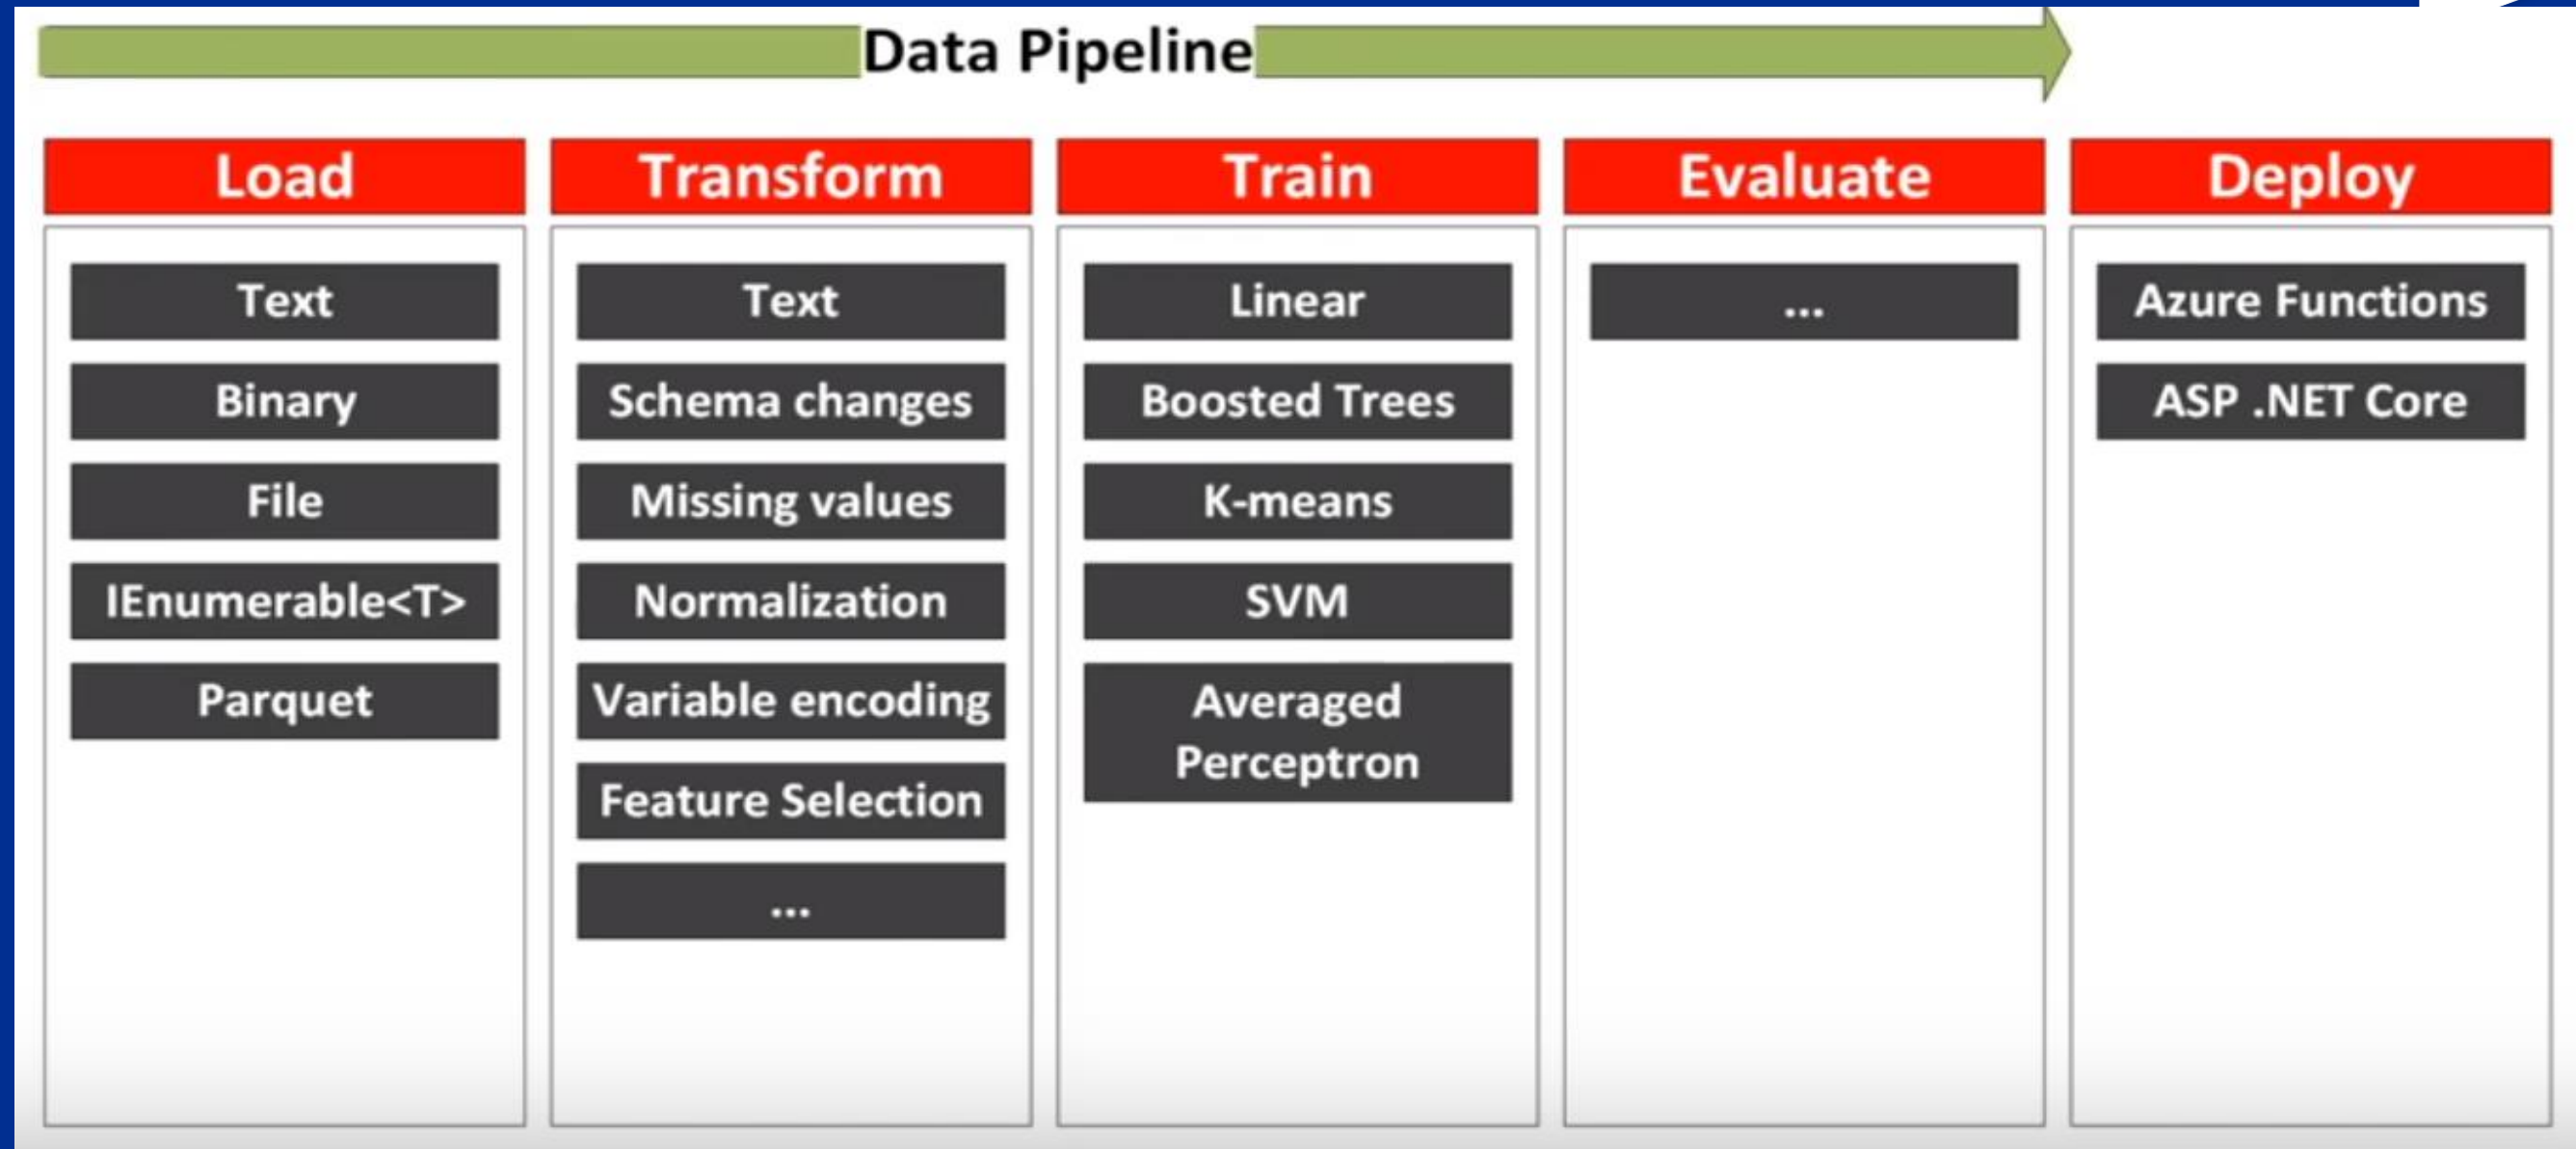 Data Pipeline
Load
Text
Binary
File
IEnumerable<T>
Parquet
Transform
Text
Schema changes
Missing values
Normalization
Variable encoding
Feature Selection
...
Train
Linear
Boosted Trees
K-means
SVM
Averaged
Perceptron
Evaluate
...
Deploy
Azure Functions
ASP .NET Core